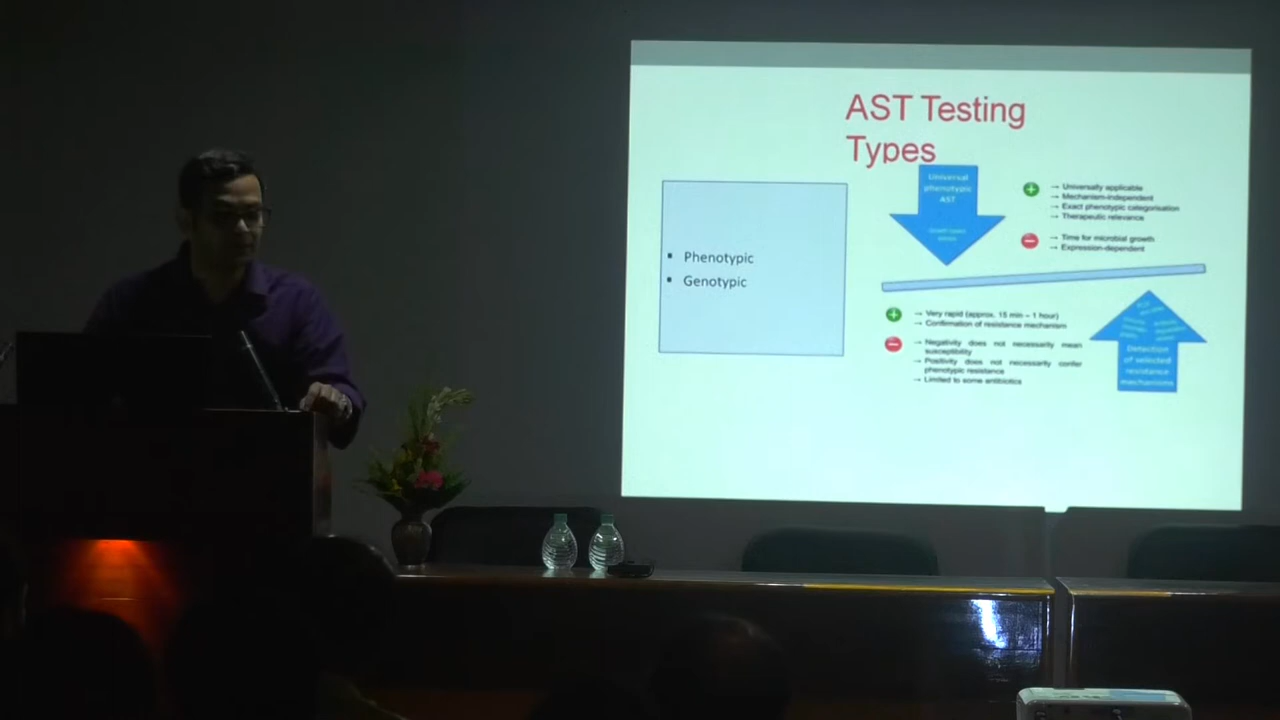 AST Testing
Types
Phenotypic
Genotypic
Universal
phenotypic
AST
→ Universally applicable
→ Mechanism-independent
→ Exact phenotypic categorisation
→ Therapeutic relevance
→ Time for microbial growth
→ Expression-dependent
→ Very rapid (approx. 15 min – 1 hour)
→ Confirmation of resistance mechanism
→ Negativity does not necessarily mean
susceptibility
→ Positivity does not necessarily confer
phenotypic resistance
→ Limited to some antibiotics
Detection
of selected
resistance
mechanisms